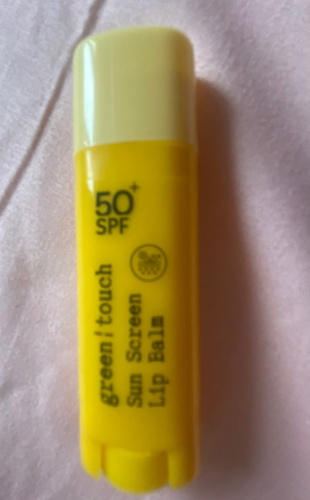 50+
SPF
green¦touch
Sun Screen
Lip Balm